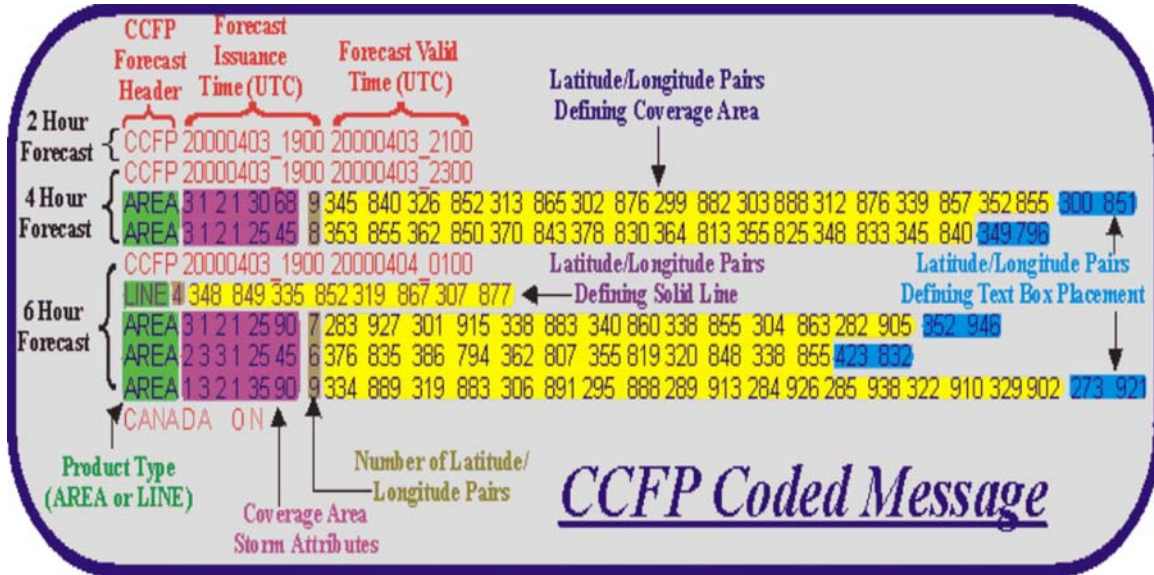 CCFP
Forecast
Header
Forecast
Issuance
Time (UTC)
Forecast Valid
Time (UTC)
Latitude/Longitude Pairs
Defining Coverage Area
2 Hour
Forecast
CCFP 20000403_1900 20000403_2100
CCFP 20000403_1900 20000403_2300
4 Hour
Forecast
AREA 3 1 2 1 30 68 9 345 840 326 852 313 865 302 876 299 882 303 888 312 876 339 857 352 855 300 851
AREA 3 1 2 1 25 45 8 353 855 362 850 370 843 378 830 364 813 355 825 348 833 345 840 349 796
CCFP 20000403_1900 20000404_0100
Latitude/Longitude Pairs
Defining Solid Line
Latitude/Longitude Pairs
Defining Text Box Placement
6 Hour
Forecast
LINE 4 348 849 335 852 319 867 307 877
AREA 3 1 2 1 25 90 7 283 927 301 915 338 883 340 860 338 855 304 863 282 905 352 946
AREA 2 3 3 1 25 45 6 376 835 386 794 362 807 355 819 320 848 338 855 423 832
AREA 1 3 2 1 35 90 9 334 889 319 883 306 891 295 888 289 913 284 926 285 938 322 910 329 902 273 921
CANADA ON
Product Type
(AREA or LINE)
Coverage Area
Storm Attributes
Number of Latitude/
Longitude Pairs
CCFP Coded Message